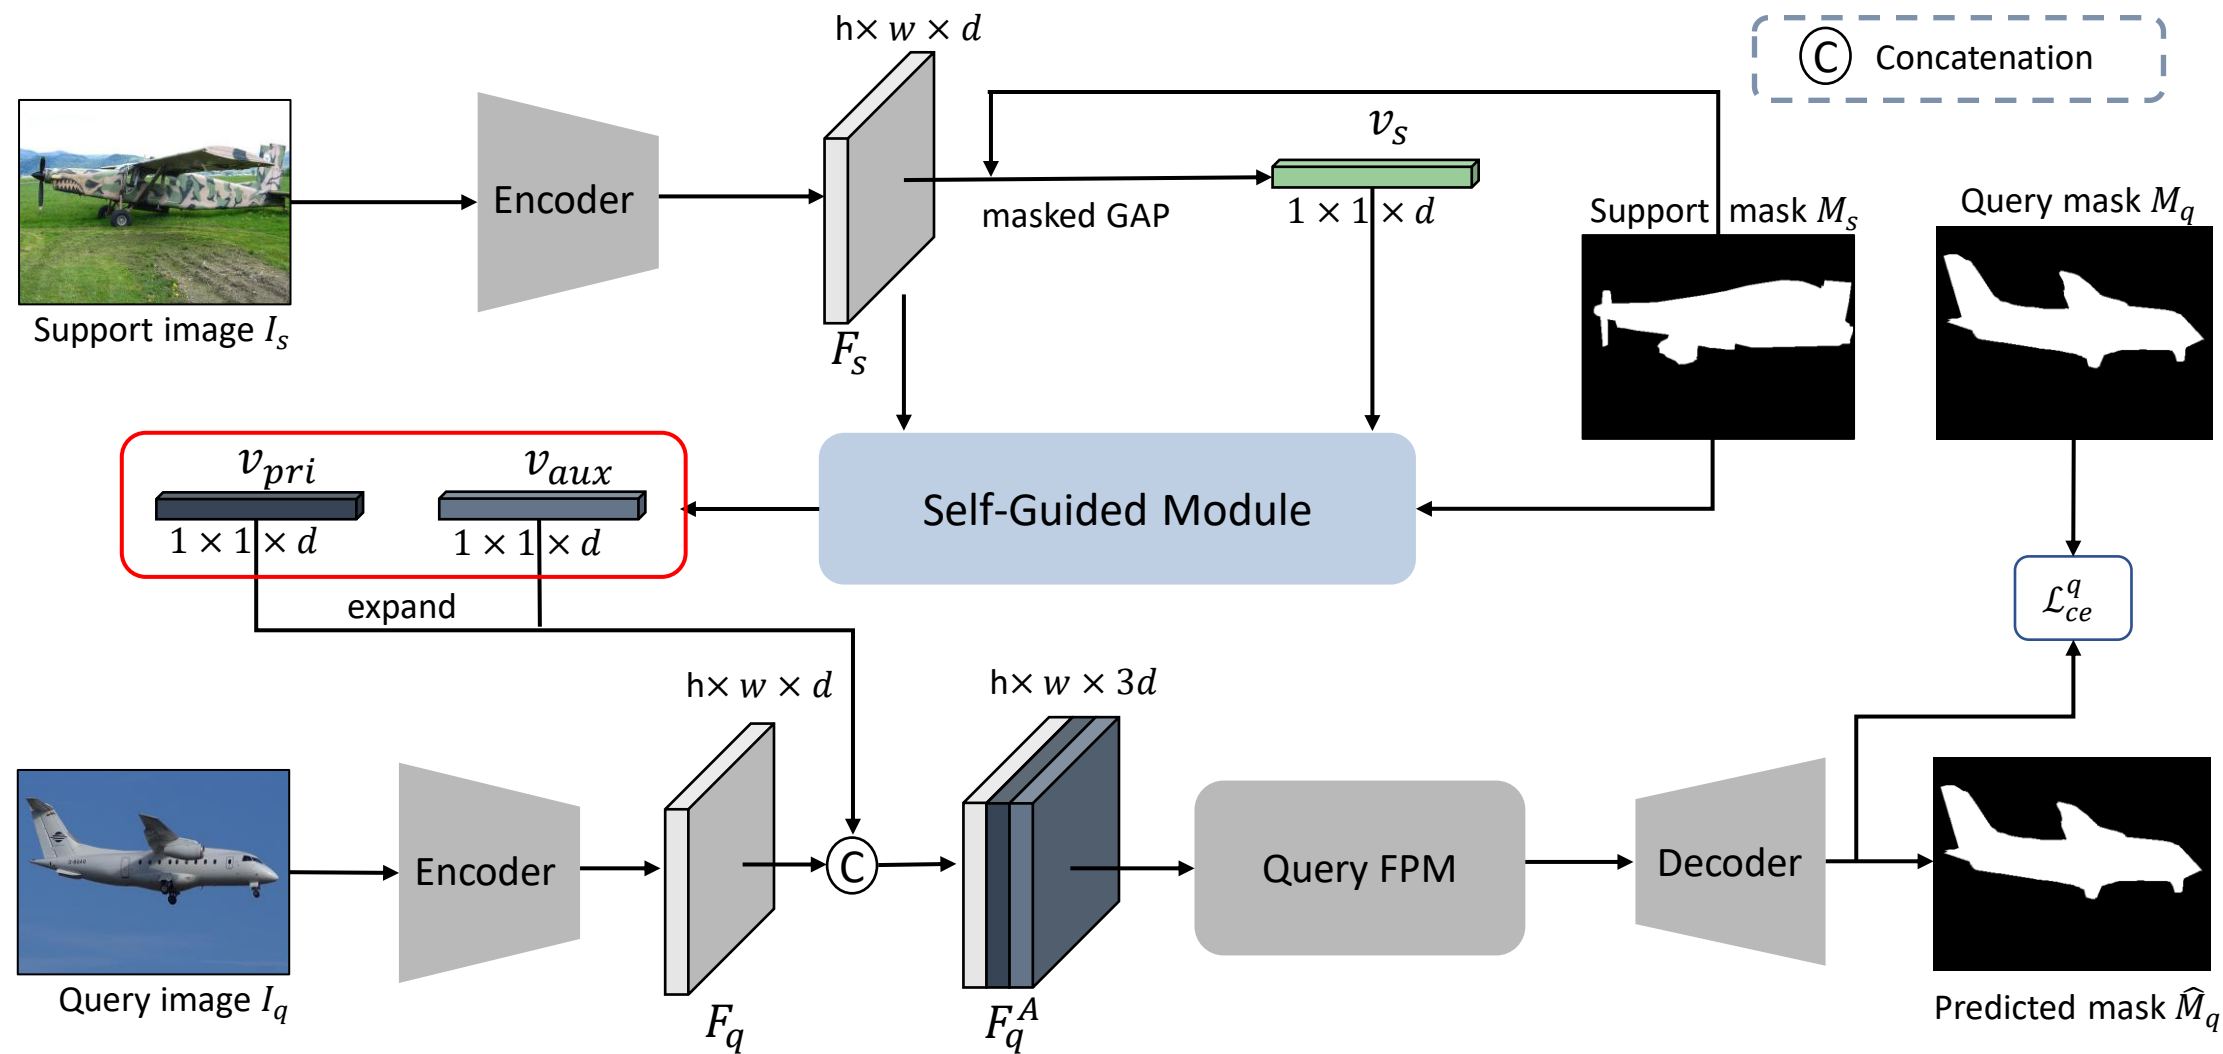 h× w × d
C Concatenation
v_s
Encoder
masked GAP
1 × 1 × d
Support mask M_s
Query mask M_q
Support image I_s
F_s
v_pri
v_aux
1 × 1 × d
1 × 1 × d
Self-Guided Module
expand
ℒ_ce^q
h× w × d
h× w × 3d
Encoder
C
Query FPM
Decoder
Query image I_q
F_q
F_q^A
Predicted mask M̂_q